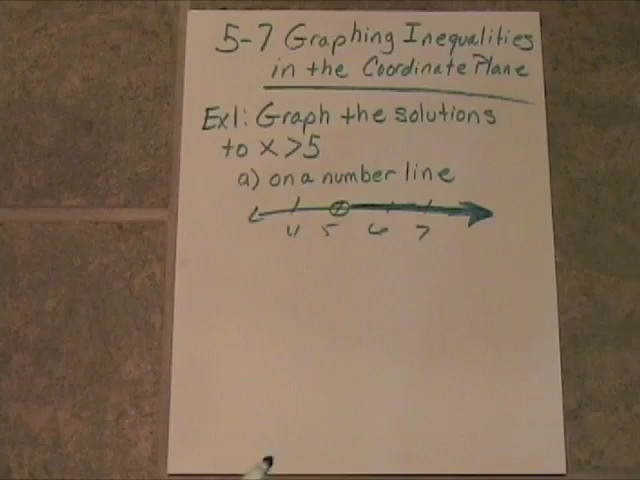 5-7 Graphing Inequalities
in the Coordinate Plane
Ex1: Graph the solutions
to x > 5
a) on a number line
4 5 6 7